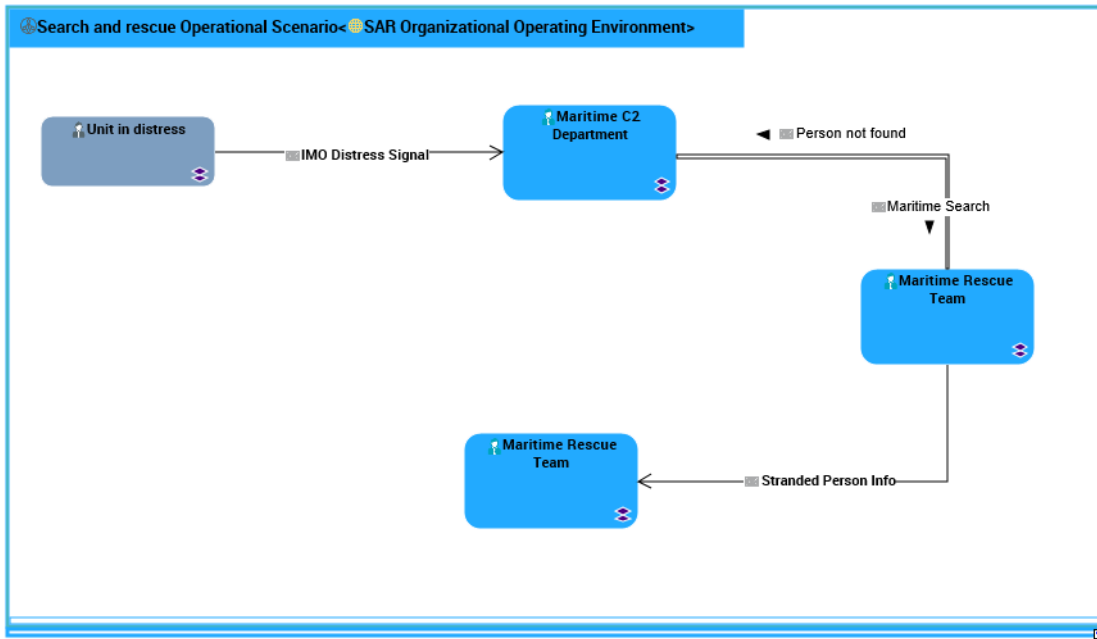 Search and rescue Operational Scenario<SAR Organizational Operating Environment>
Unit in distress
IMO Distress Signal
Maritime C2
Department
Person not found
Maritime Search
Maritime Rescue
Team
Maritime Rescue
Team
Stranded Person Info